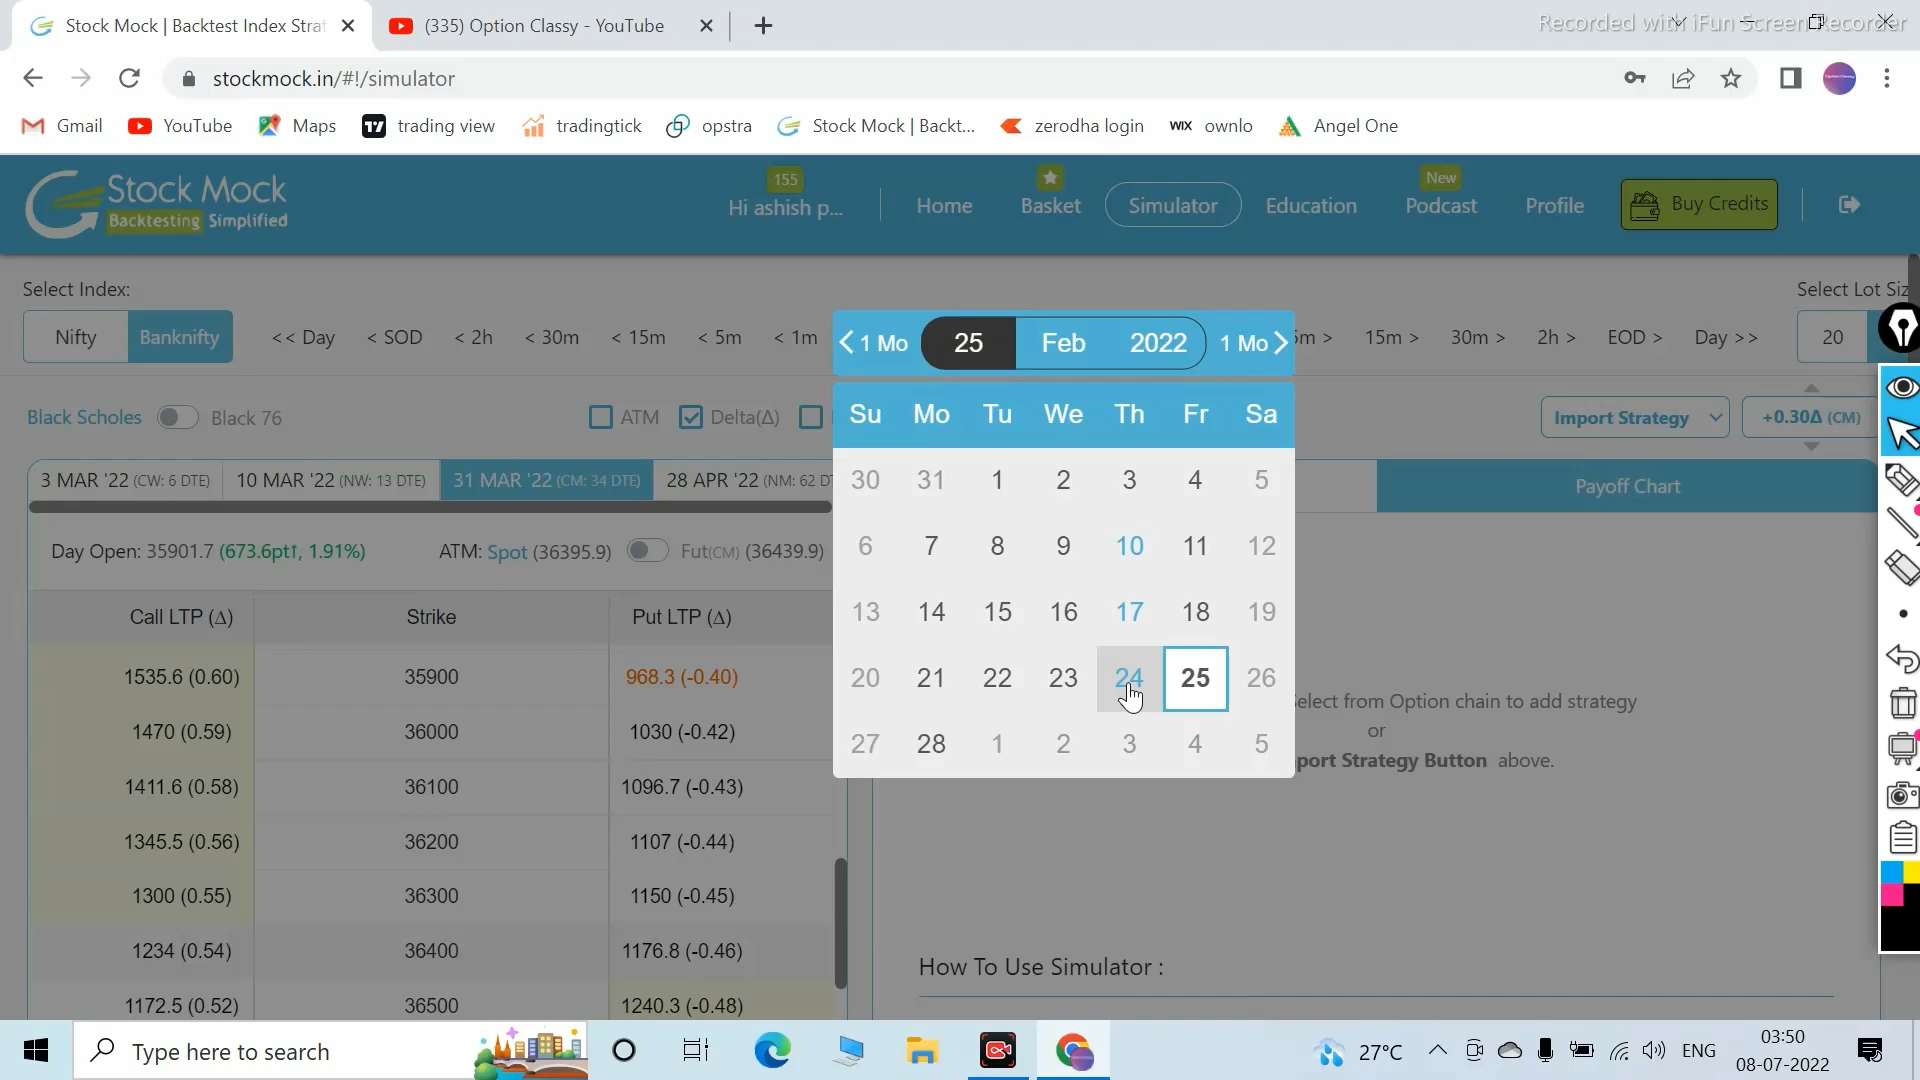 Stock Mock | Backtest Index Strat
(335) Option Classy - YouTube
Recorded with iFun Screen Recorder
stockmock.in/#!/simulator
Gmail
YouTube
Maps
trading view
tradingtick
opstra
Stock Mock | Backt...
zerodha login
WIX
ownlo
Angel One
Stock Mock
Backtesting Simplified
155
Hi ashish p...
Home
Basket
Simulator
Education
New
Podcast
Profile
Buy Credits
Select Index:
Select Lot Siz
Nifty
Banknifty
<< Day
< SOD
< 2h
< 30m
< 15m
< 5m
< 1m
< 1 Mo
25
Feb
2022
1 Mo >
5m >
15m >
30m >
2h >
EOD >
Day >>
20
Black Scholes
Black 76
ATM
Delta(Δ)
Import Strategy
+0.30Δ (CM)
3 MAR '22 (CW: 6 DTE)
10 MAR '22 (NW: 13 DTE)
31 MAR '22 (CM: 34 DTE)
28 APR '22 (NM: 62 D
Payoff Chart
Day Open: 35901.7 (673.6pt↑, 1.91%)
ATM: Spot (36395.9)
Fut(CM) (36439.9)
Call LTP (Δ) Strike Put LTP (Δ)
1535.6 (0.60) 35900 968.3 (-0.40)
1470 (0.59) 36000 1030 (-0.42)
1411.6 (0.58) 36100 1096.7 (-0.43)
1345.5 (0.56) 36200 1107 (-0.44)
1300 (0.55) 36300 1150 (-0.45)
1234 (0.54) 36400 1176.8 (-0.46)
1172.5 (0.52) 36500 1240.3 (-0.48)
Su Mo Tu We Th Fr Sa
30 31 1 2 3 4 5
6 7 8 9 10 11 12
13 14 15 16 17 18 19
20 21 22 23 24 25 26
27 28 1 2 3 4 5
elect from Option chain to add strategy
or
port Strategy Button above.
How To Use Simulator :
Type here to search
27°C
ENG
03:50
08-07-2022